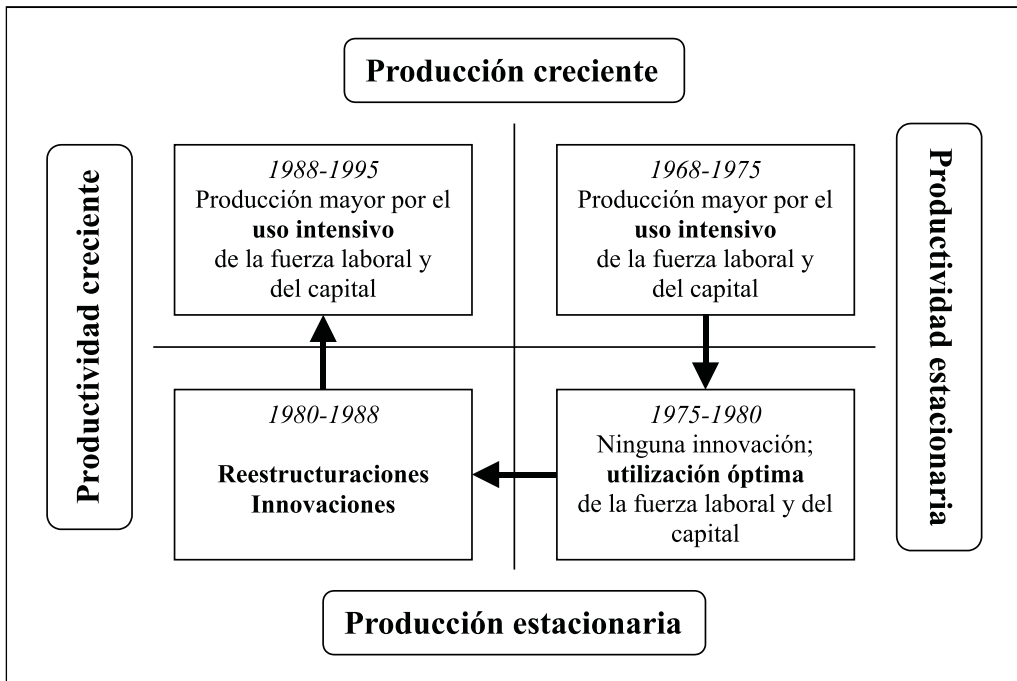 Producción creciente
Productividad creciente
1988-1995
Producción mayor por el
uso intensivo
de la fuerza laboral y
del capital
1968-1975
Producción mayor por el
uso intensivo
de la fuerza laboral y
del capital
Productividad estacionaria
1980-1988
Reestructuraciones
Innovaciones
1975-1980
Ninguna innovación;
utilización óptima
de la fuerza laboral y del
capital
Producción estacionaria